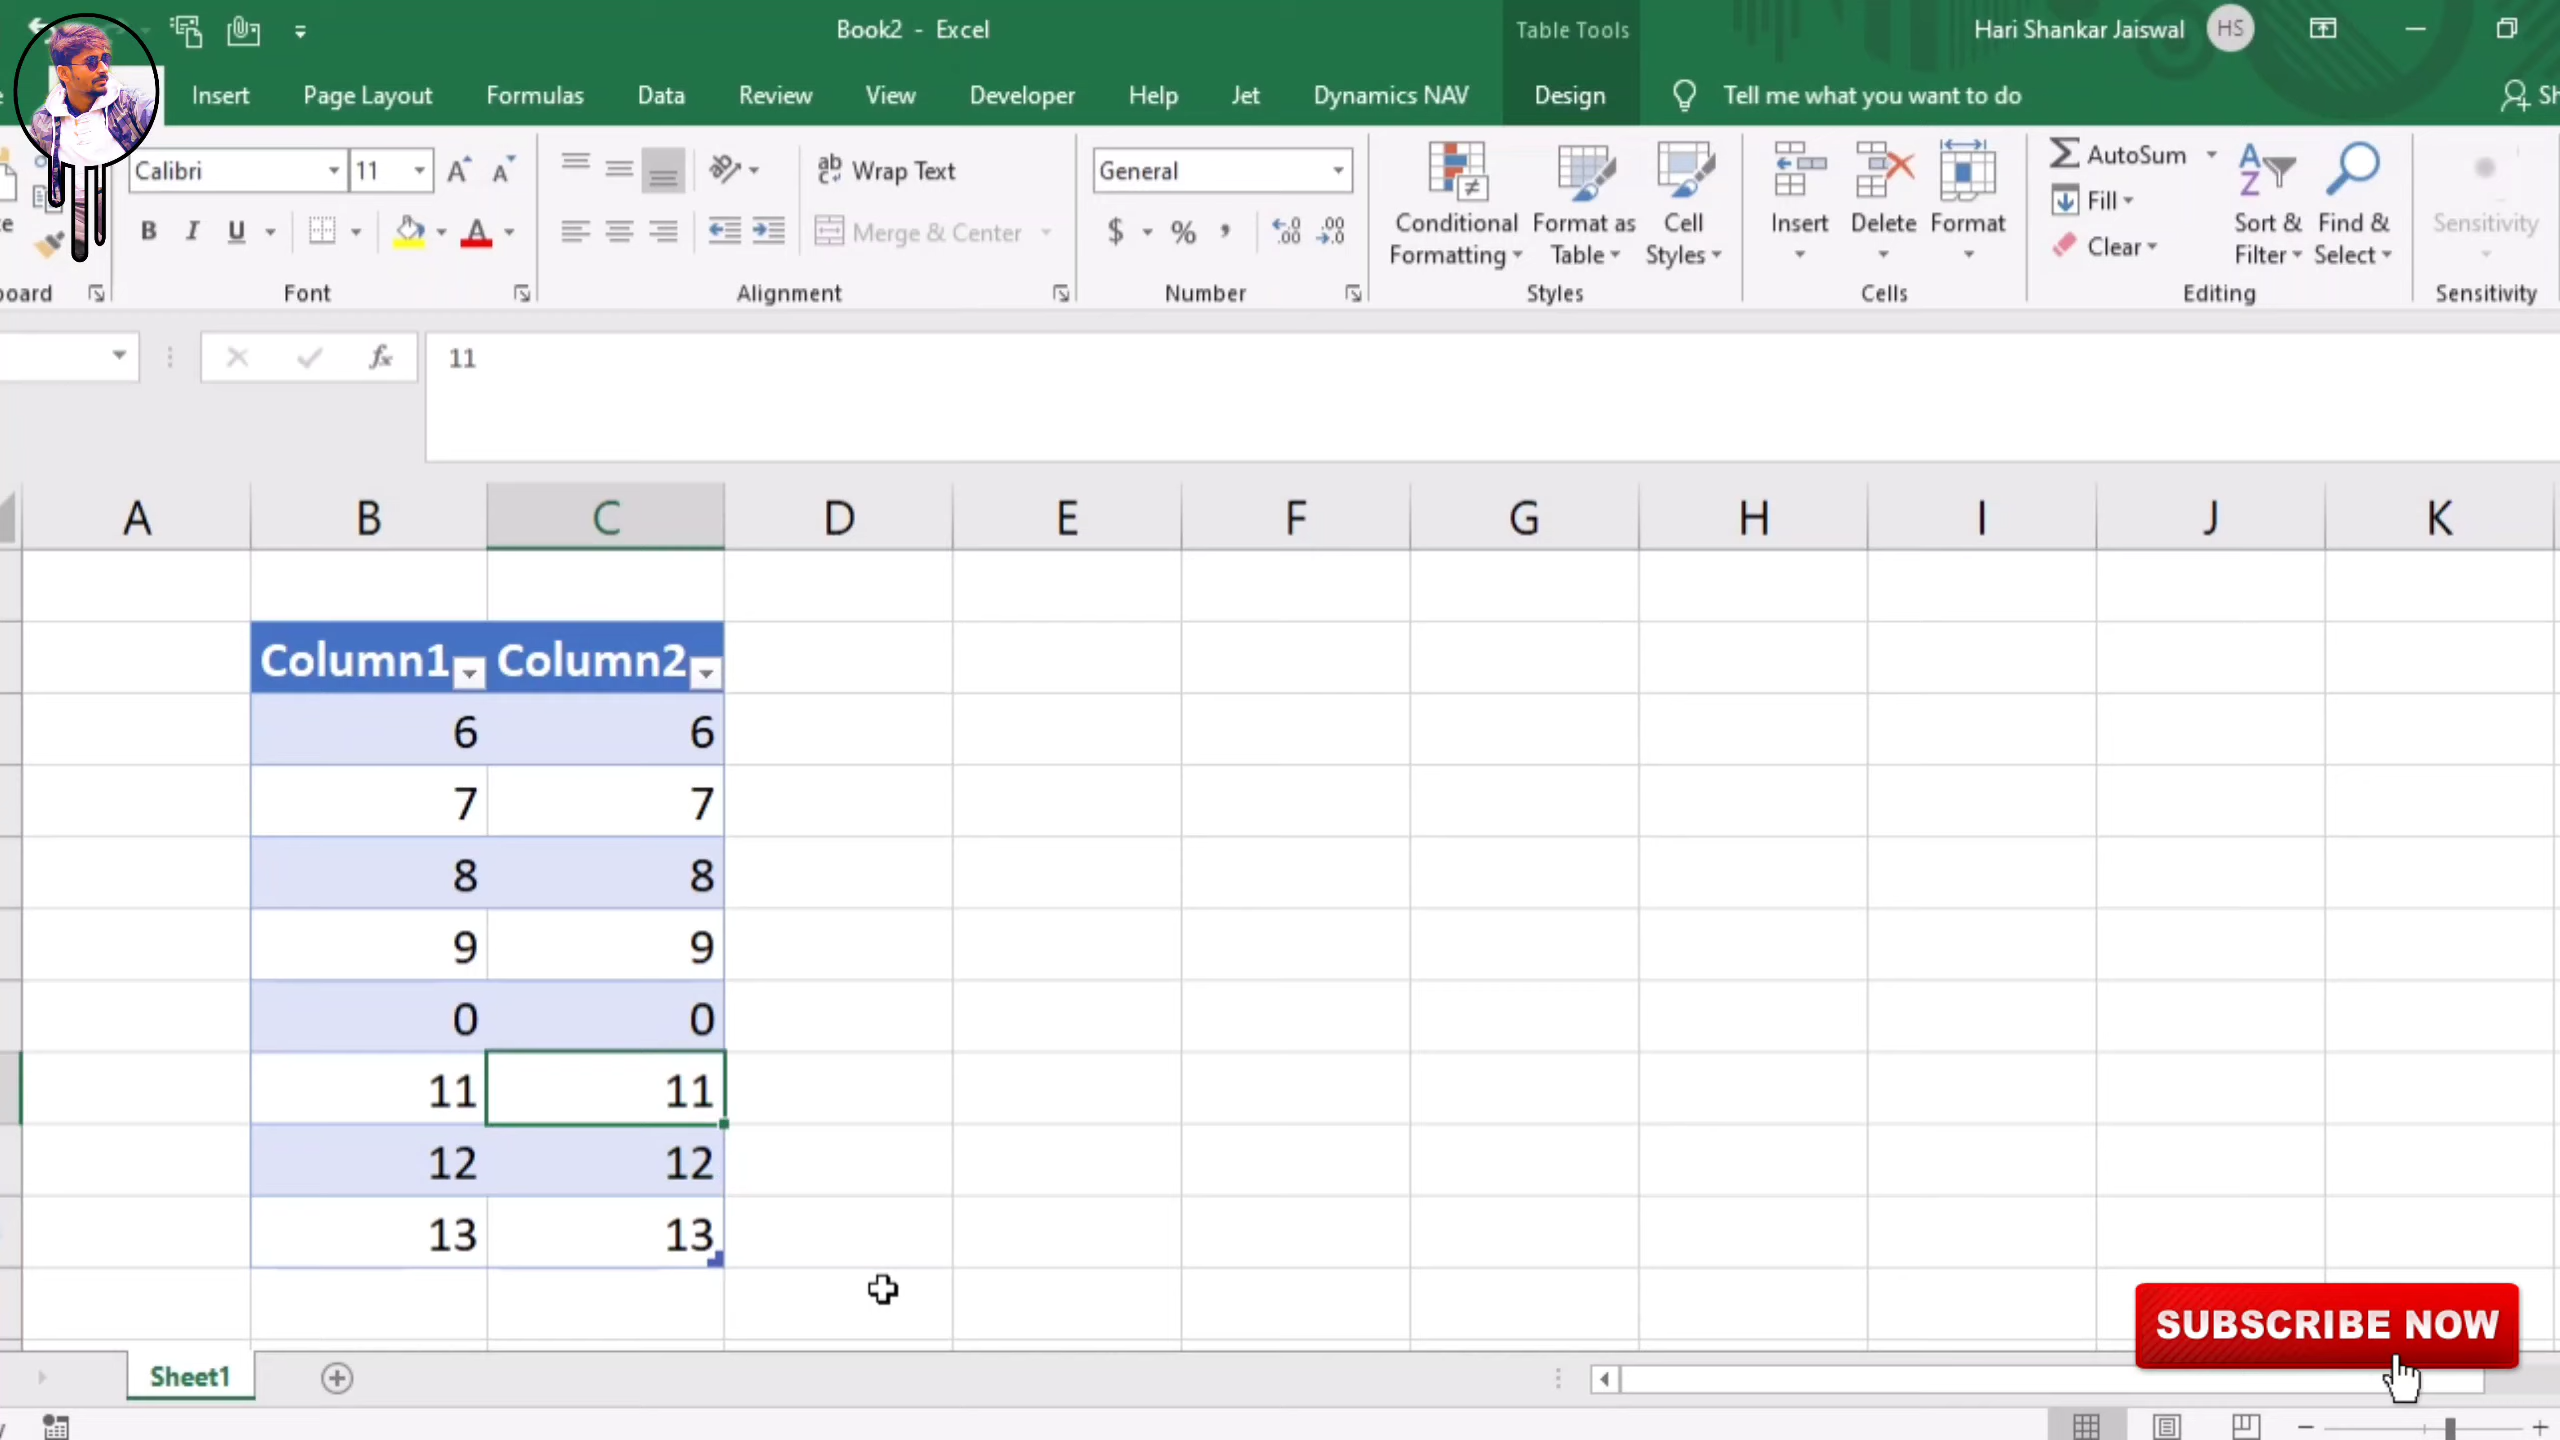 Book2 - Excel
Table Tools
Hari Shankar Jaiswal
HS
Insert
Page Layout
Formulas
Data
Review
View
Developer
Help
Jet
Dynamics NAV
Design
Tell me what you want to do
Calibri
11
Wrap Text
General
Merge & Center
Conditional Formatting
Format as Table
Cell Styles
Insert
Delete
Format
AutoSum
Fill
Clear
Sort & Filter
Find & Select
Sensitivity
Font
Alignment
Number
Styles
Cells
Editing
Sensitivity
fx
11
A B C D E F G H I J K
Column1 Column2
6 6
7 7
8 8
9 9
0 0
11 11
12 12
13 13
SUBSCRIBE NOW
Sheet1